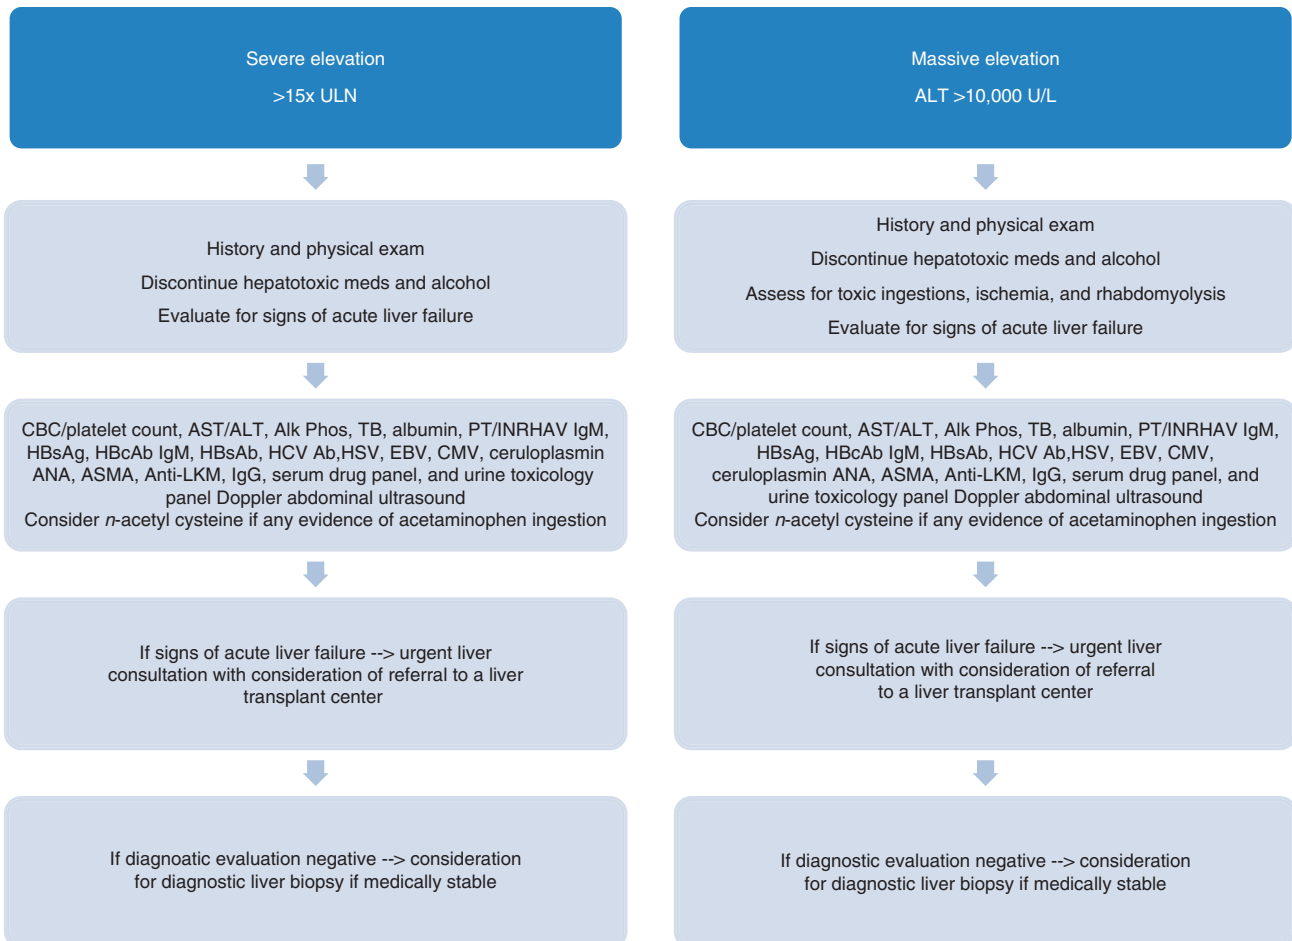 Severe elevation
>15x ULN
History and physical exam
Discontinue hepatotoxic meds and alcohol
Evaluate for signs of acute liver failure
CBC/platelet count, AST/ALT, Alk Phos, TB, albumin, PT/INRHAV IgM,
HBsAg, HBcAb IgM, HBsAb, HCV Ab,HSV, EBV, CMV, ceruloplasmin
ANA, ASMA, Anti-LKM, IgG, serum drug panel, and urine toxicology
panel Doppler abdominal ultrasound
Consider n-acetyl cysteine if any evidence of acetaminophen ingestion
If signs of acute liver failure --> urgent liver
consultation with consideration of referral to a liver
transplant center
If diagnoatic evaluation negative --> consideration
for diagnostic liver biopsy if medically stable
Massive elevation
ALT >10,000 U/L
History and physical exam
Discontinue hepatotoxic meds and alcohol
Assess for toxic ingestions, ischemia, and rhabdomyolysis
Evaluate for signs of acute liver failure
CBC/platelet count, AST/ALT, Alk Phos, TB, albumin, PT/INRHAV IgM,
HBsAg, HBcAb IgM, HBsAb, HCV Ab,HSV, EBV, CMV,
ceruloplasmin ANA, ASMA, Anti-LKM, IgG, serum drug panel, and
urine toxicology panel Doppler abdominal ultrasound
Consider n-acetyl cysteine if any evidence of acetaminophen ingestion
If signs of acute liver failure --> urgent liver
consultation with consideration of referral
to a liver transplant center
If diagnostic evaluation negative --> consideration
for diagnostic liver biopsy if medically stable